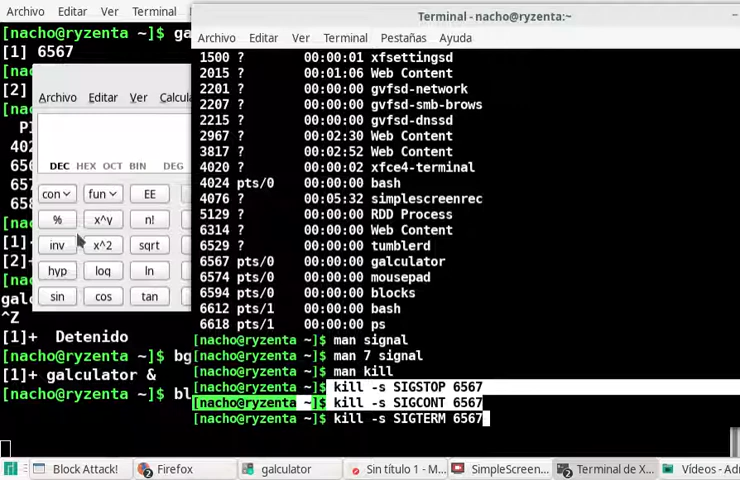 Archivo Editar Ver Terminal
[nacho@ryzenta ~]$ ga
[1] 6567
[2]
402
656
657
658
[1]-
[2]-
galc
^Z
[1]+ Detenido
[nacho@ryzenta ~]$ bg
[1]+ galculator &
[nacho@ryzenta ~]$ bl
Archivo Editar Ver Calcula
DEC HEX OCT BIN DEG
con fun EE
% x^y n!
inv x^2 sqrt
hyp log ln
sin cos tan
Terminal - nacho@ryzenta:~
Archivo Editar Ver Terminal Pestañas Ayuda
1500 ? 00:00:01 xfsettingsd
2015 ? 00:01:06 Web Content
2201 ? 00:00:00 gvfsd-network
2207 ? 00:00:00 gvfsd-smb-brows
2215 ? 00:00:00 gvfsd-dnssd
2967 ? 00:02:30 Web Content
3817 ? 00:02:52 Web Content
4020 ? 00:00:02 xfce4-terminal
4024 pts/0 00:00:00 bash
4076 ? 00:05:32 simplescreenrec
5129 ? 00:00:00 RDD Process
6314 ? 00:00:00 Web Content
6529 ? 00:00:00 tumblerd
6567 pts/0 00:00:00 galculator
6574 pts/0 00:00:00 mousepad
6594 pts/0 00:00:00 blocks
6612 pts/1 00:00:00 bash
6618 pts/1 00:00:00 ps
[nacho@ryzenta ~]$ man signal
[nacho@ryzenta ~]$ man 7 signal
[nacho@ryzenta ~]$ man kill
[nacho@ryzenta ~]$ kill -s SIGSTOP 6567
[nacho@ryzenta ~]$ kill -s SIGCONT 6567
[nacho@ryzenta ~]$ kill -s SIGTERM 6567
Block Attack! Firefox galculator Sin título 1 - M... SimpleScreen... Terminal de X... Vídeos - Ad